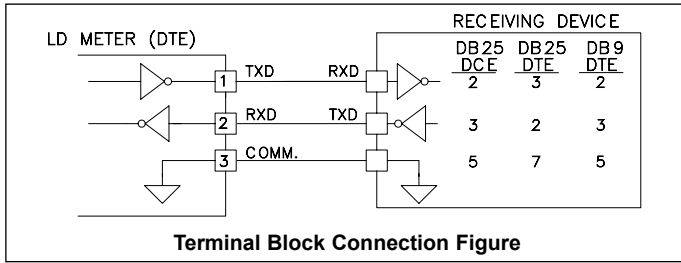 RECEIVING DEVICE
LD METER (DTE)
DB25 DB25 DB9
DCE DTE DTE
1 TXD RXD 2 3 2
2 RXD TXD 3 2 3
3 COMM. 5 7 5
Terminal Block Connection Figure